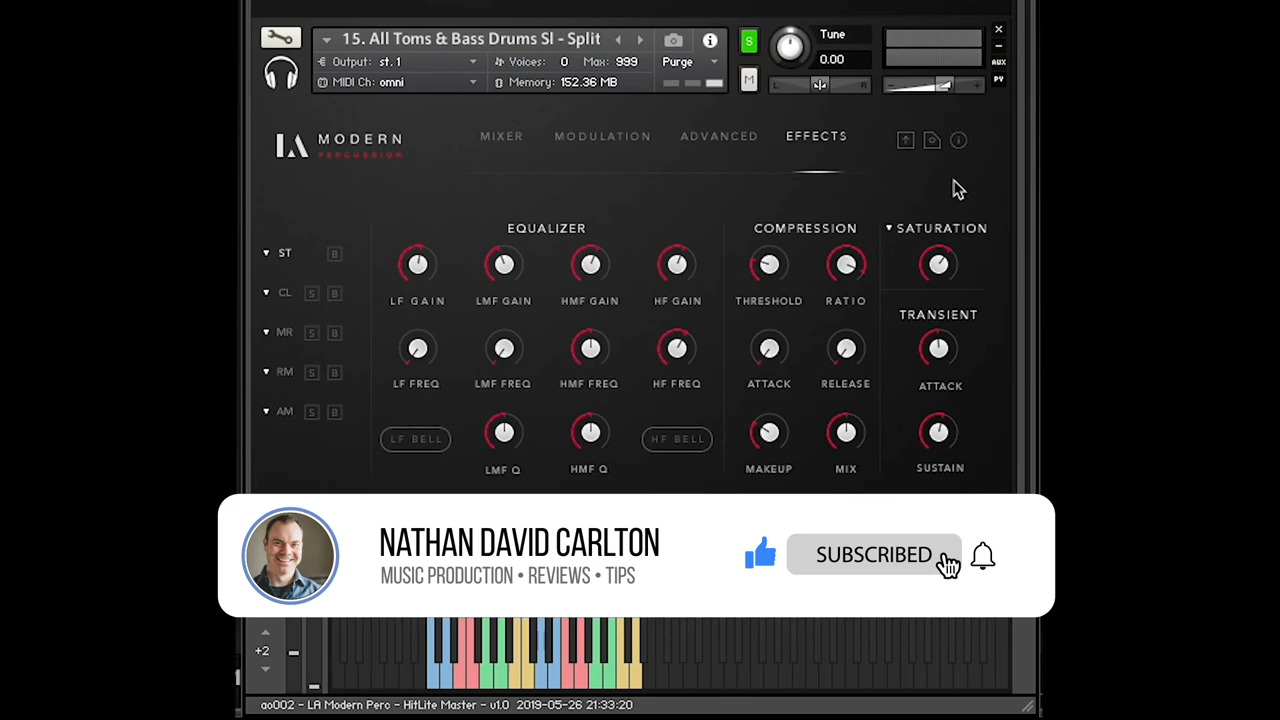 15. All Toms & Bass Drums Sl - Split
Output: st. 1
Voices: 0 Max: 999
Purge
MIDI Ch: omni
Memory: 152.36 MB
S
M
Tune
0.00
L
R
AUX
PV
LA MODERN
PERCUSSION
MIXER
MODULATION
ADVANCED
EFFECTS
EQUALIZER
COMPRESSION
SATURATION
ST B
CL S B
MR S B
RM S B
AM S B
LF GAIN
LMF GAIN
HMF GAIN
HF GAIN
THRESHOLD
RATIO
TRANSIENT
LF FREQ
LMF FREQ
HMF FREQ
HF FREQ
ATTACK
RELEASE
ATTACK
LF BELL
LMF Q
HMF Q
HF BELL
MAKEUP
MIX
SUSTAIN
NATHAN DAVID CARLTON
MUSIC PRODUCTION • REVIEWS • TIPS
SUBSCRIBED
+2
ao002 - LA Modern Perc - HitLite Master - v1.0 2019-05-26 21:33:20